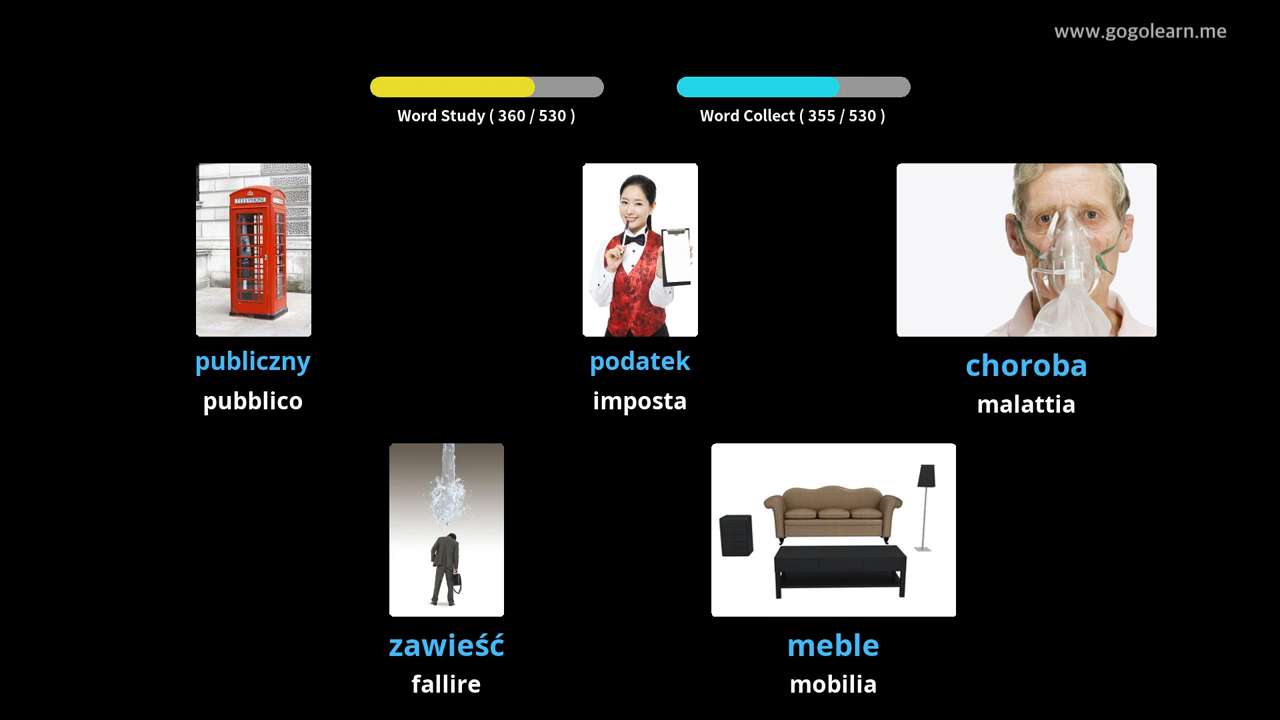 www.gogolearn.me
Word Study ( 360 / 530 )
Word Collect ( 355 / 530 )
TELEPHONE
publiczny
pubblico
podatek
imposta
choroba
malattia
zawieść
fallire
meble
mobilia